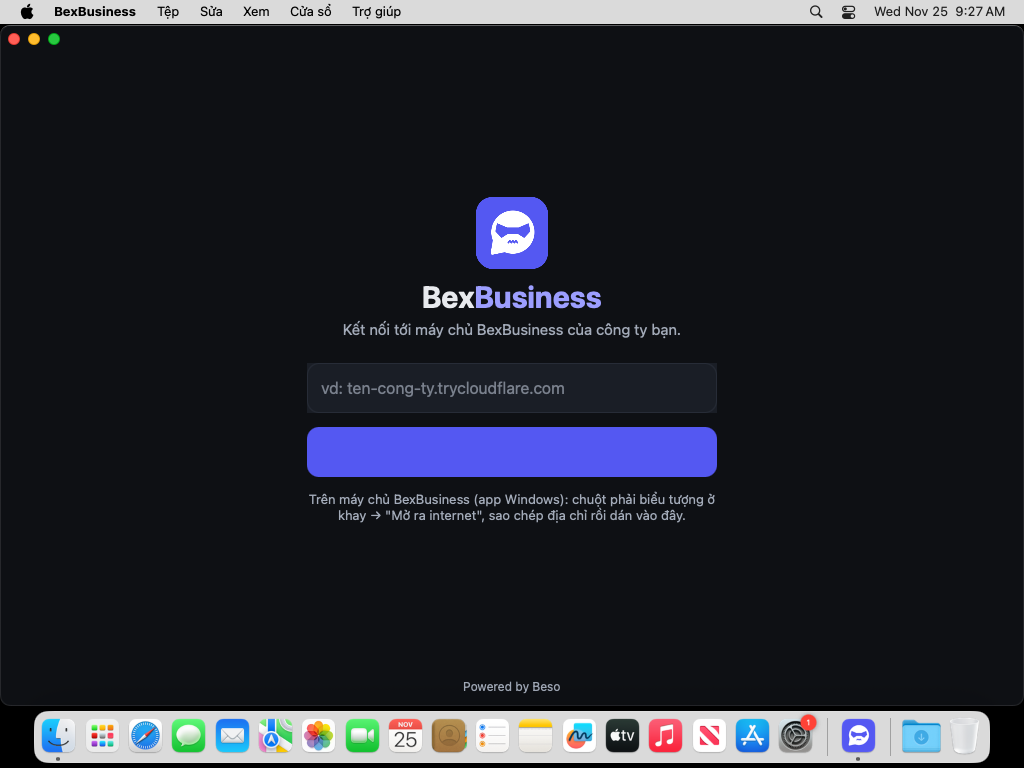 BexBusiness Tệp Sửa Xem Cửa sổ Trợ giúp Wed Nov 25 9:27 AM
BexBusiness
Kết nối tới máy chủ BexBusiness của công ty bạn.
vd: ten-cong-ty.trycloudflare.com
Trên máy chủ BexBusiness (app Windows): chuột phải biểu tượng ở
khay → "Mở ra internet", sao chép địa chỉ rồi dán vào đây.
Powered by Beso
NOV
25
tv
1